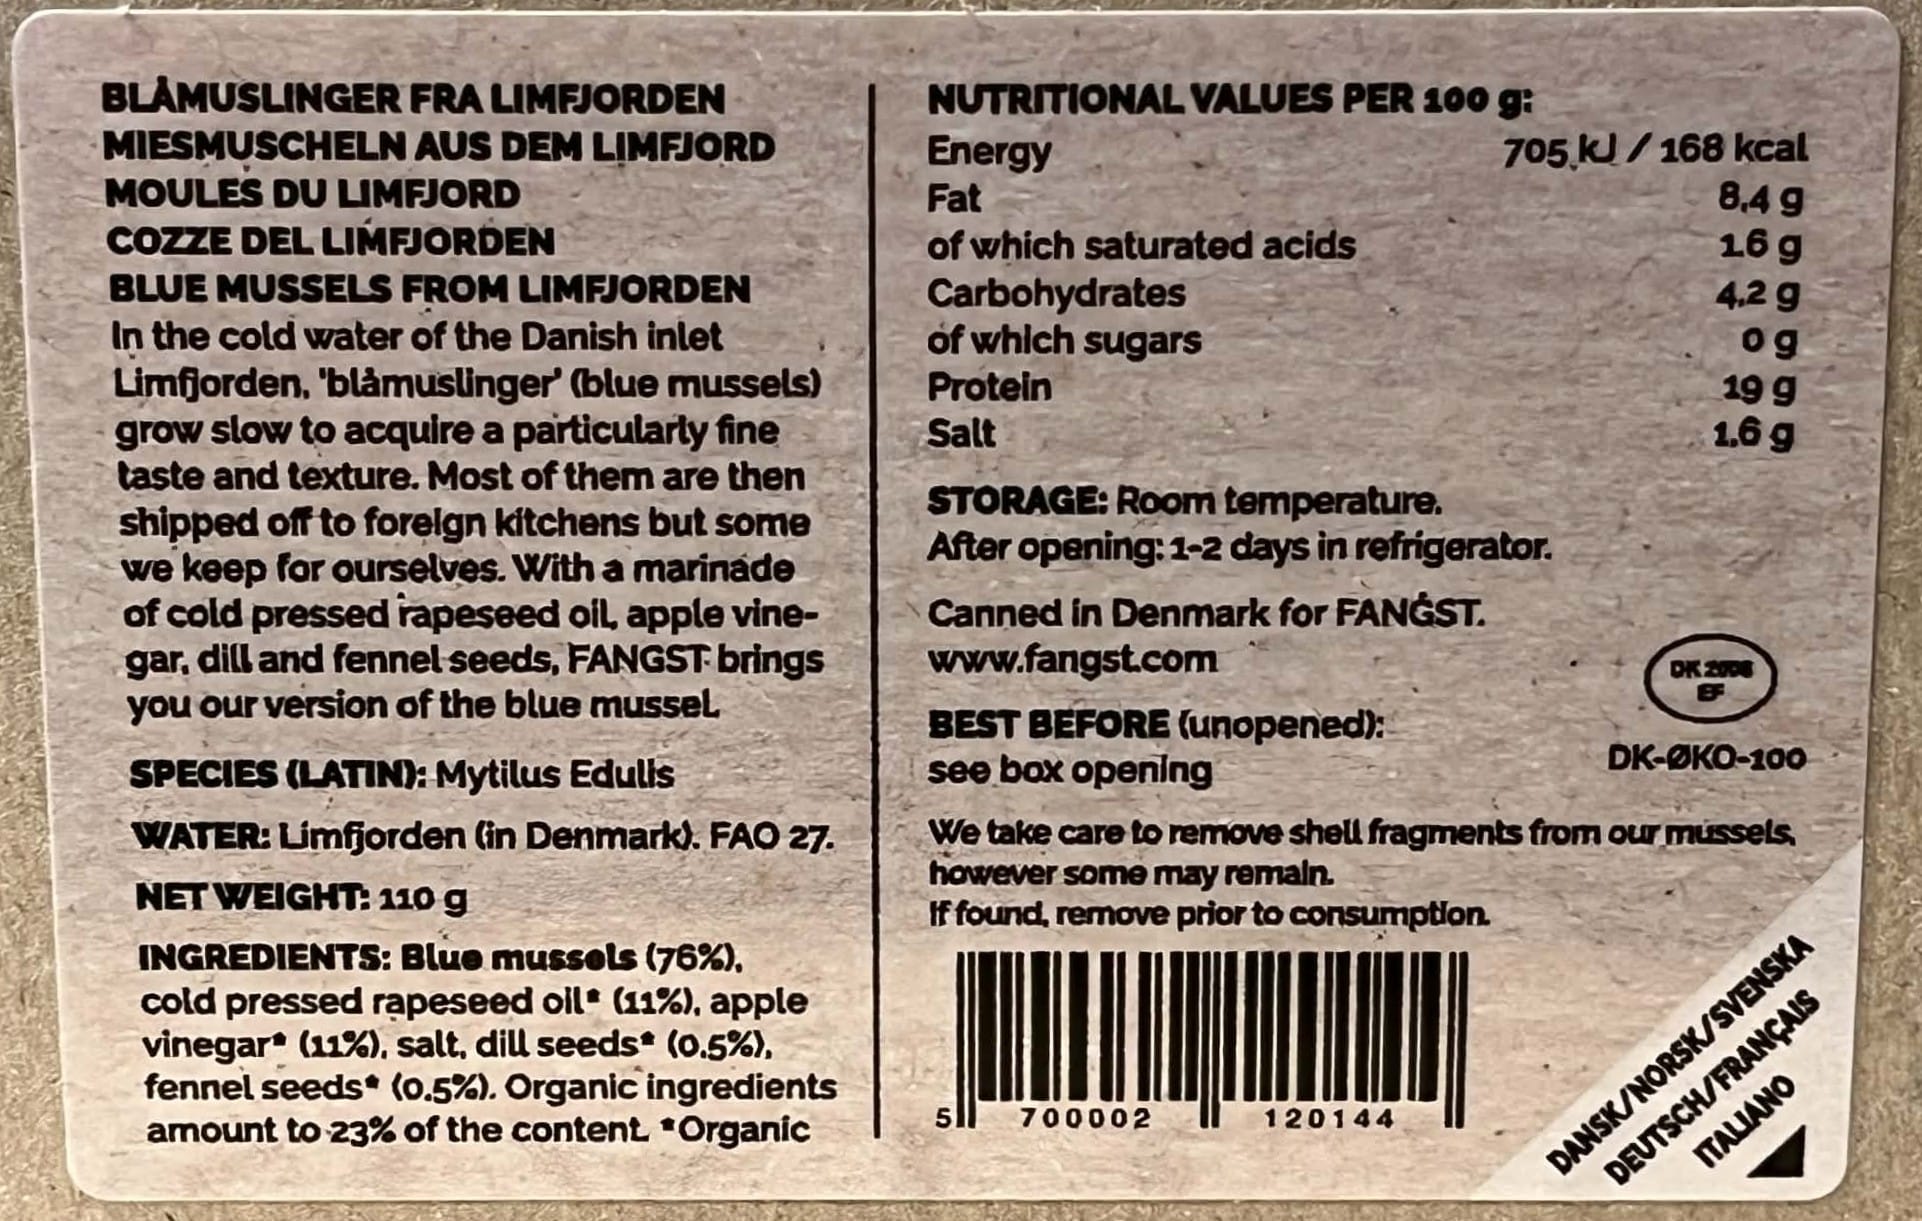 BLÅMUSLINGER FRA LIMFJORDEN
MIESMUSCHELN AUS DEM LIMFJORD
MOULES DU LIMFJORD
COZZE DEL LIMFJORDEN
BLUE MUSSELS FROM LIMFJORDEN
In the cold water of the Danish inlet
Limfjorden, 'blåmuslinger' (blue mussels)
grow slow to acquire a particularly fine
taste and texture. Most of them are then
shipped off to foreign kitchens but some
we keep for ourselves. With a marinade
of cold pressed rapeseed oil, apple vine-
gar, dill and fennel seeds, FANGST brings
you our version of the blue mussel.
SPECIES (LATIN): Mytilus Edulis
WATER: Limfjorden (in Denmark). FAO 27.
NET WEIGHT: 110 g
INGREDIENTS: Blue mussels (76%),
cold pressed rapeseed oil* (11%), apple
vinegar* (11%), salt, dill seeds* (0.5%),
fennel seeds* (0.5%). Organic ingredients
amount to 23% of the content. *Organic
NUTRITIONAL VALUES PER 100 g:
Energy 705 kJ / 168 kcal
Fat 8,4 g
of which saturated acids 1.6 g
Carbohydrates 4,2 g
of which sugars 0 g
Protein 19 g
Salt 1,6 g
STORAGE: Room temperature.
After opening: 1-2 days in refrigerator.
Canned in Denmark for FANGST.
www.fangst.com
DK
EF
DK-ØKO-100
BEST BEFORE (unopened):
see box opening
We take care to remove shell fragments from our mussels,
however some may remain.
If found, remove prior to consumption.
5 700002 120144
DANSK/NORSK/SVENSKA
DEUTSCH/FRANÇAIS
ITALIANO